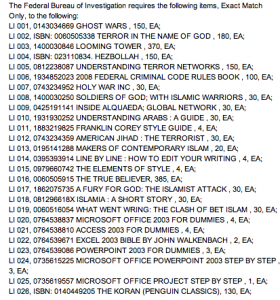 The Federal Bureau of Investigation requires the following items, Exact Match
Only, to the following:
LI 001, 0143034669 GHOST WARS , 150, EA;
LI 002, ISBN: 0060505338 TERROR IN THE NAME OF GOD , 180, EA;
LI 003, 1400030846 LOOMING TOWER , 370, EA;
LI 004, ISBN: 023110834. HEZBOLLAH , 150, EA;
LI 005, 0812238087 UNDERSTANDING TERROR NETWORKS , 150, EA;
LI 006, 1934852023 2008 FEDERAL CRIMINAL CODE RULES BOOK , 100, EA;
LI 007, 0743234952 HOLY WAR INC , 30, EA;
LI 008, 1400030250 SOLDIERS OF GOD; WITH ISLAMIC WARRIORS , 30, EA;
LI 009, 0425191141 INSIDE ALQUAEDA; GLOBAL NETWORK , 30, EA;
LI 010, 1931930252 UNDERSTANDING ARABS : A GUIDE , 30, EA;
LI 011, 1883219825 FRANKLIN COREY STYLE GUIDE , 4, EA;
LI 012, 0743234359 AMERICAN JIHAD : THE TERRORIST , 30, EA;
LI 013, 0195141288 MAKERS OF CONTEMPORARY ISLAM , 20, EA;
LI 014, 0395393914 LINE BY LINE : HOW TO EDIT YOUR WRITING , 4, EA;
LI 015, 0979660742 THE ELEMENTS OF STYLE , 4, EA;
LI 016, 0060505915 THE TRUE BELIEVER, 385, EA;
LI 017, 1862075735 A FURY FOR GOD: THE ISLAMIST ATTACK , 30, EA;
LI 018, 081296618X ISLAMIA : A SHORT STORY , 30, EA;
LI 019, 0060516054 WHAT WENT WRING: THE CLASH OF BET ISLAM , 30, EA;
LI 020, 0764538837 MICROSOFT OFFICE 2003 FOR DUMMIES , 4, EA;
LI 021, 0764538810 ACCESS 2003 FOR DUMMIES , 4, EA;
LI 022, 0764539671 EXCEL 2003 BIBLE BY JOHN WALKENBACH , 2, EA;
LI 023, 0764539086 POWERPOINT 2003 FOR DUMMIES , 3, EA;
LI 024, 0735615225 MICROSOFT OFFICE POWERPOINT 2003 STEP BY STEP ,
3, EA;
LI 025, 0735619557 MICROSOFT OFFICE PROJECT STEP BY STEP , 1, EA;
LI 026, ISBN: 0140449205 THE KORAN (PENGUIN CLASSICS), 130, EA;